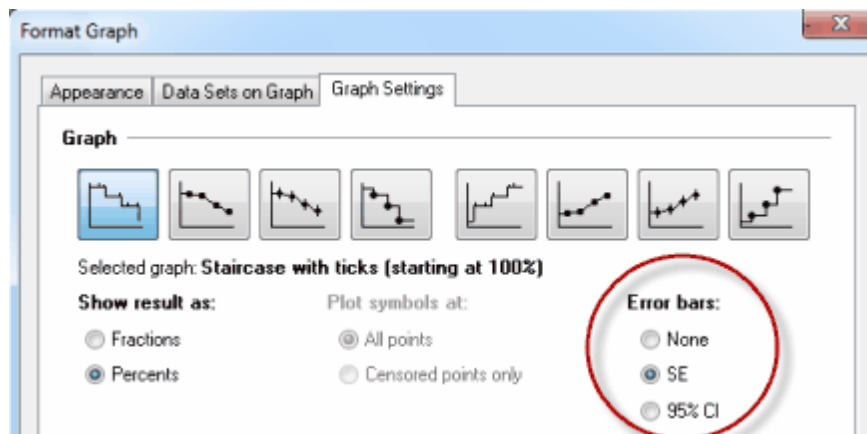 Format Graph
Appearance Data Sets on Graph Graph Settings
Graph
Selected graph: Staircase with ticks (starting at 100%)
Show result as: Plot symbols at: Error bars:
Fractions All points None
Percents Censored points only SE
95% CI